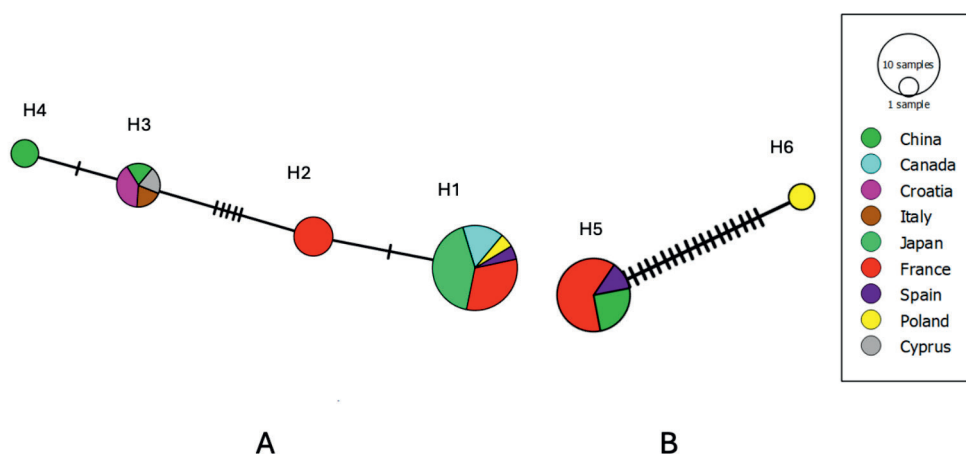 H4
H3
H2
H1
H5
H6
A
B
10 samples
1 sample
China
Canada
Croatia
Italy
Japan
France
Spain
Poland
Cyprus